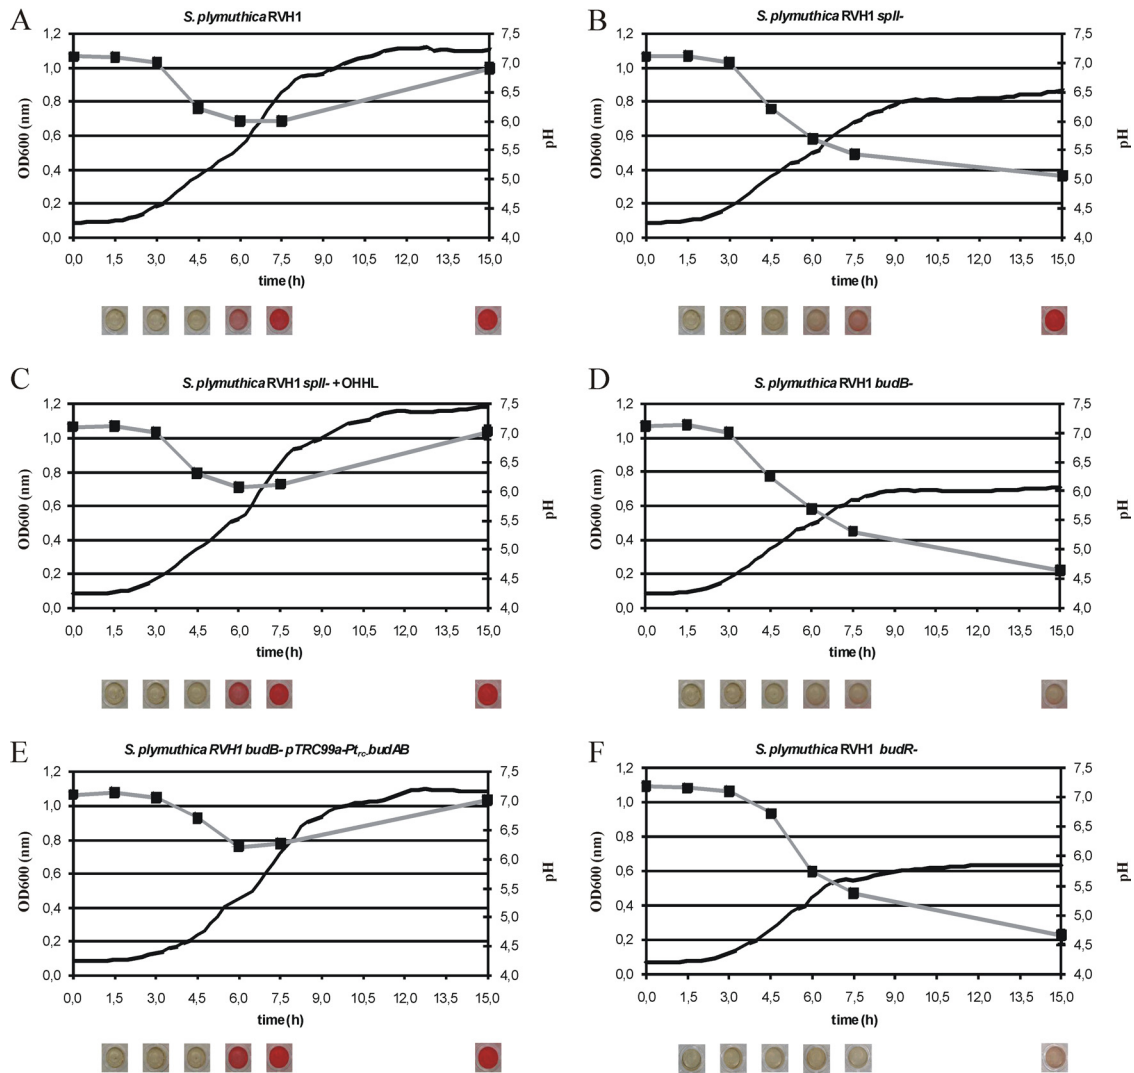 A
S. plymuthica RVH1
1,2
1,0
0,8
0,6
0,4
0,2
0,0
OD600 (nm)
7,5
7,0
6,5
6,0
5,5
5,0
4,5
4,0
pH
0,0 1,5 3,0 4,5 6,0 7,5 9,0 10,5 12,0 13,5 15,0
time (h)
B
S. plymuthica RVH1 splI-
1,2
1,0
0,8
0,6
0,4
0,2
0,0
OD600 (nm)
7,5
7,0
6,5
6,0
5,5
5,0
4,5
4,0
pH
0,0 1,5 3,0 4,5 6,0 7,5 9,0 10,5 12,0 13,5 15,0
time (h)
C
S. plymuthica RVH1 splI- +OHHL
1,2
1,0
0,8
0,6
0,4
0,2
0,0
OD600 (nm)
7,5
7,0
6,5
6,0
5,5
5,0
4,5
4,0
pH
0,0 1,5 3,0 4,5 6,0 7,5 9,0 10,5 12,0 13,5 15,0
time (h)
D
S. plymuthica RVH1 budB-
1,2
1,0
0,8
0,6
0,4
0,2
0,0
OD600 (nm)
7,5
7,0
6,5
6,0
5,5
5,0
4,5
4,0
pH
0,0 1,5 3,0 4,5 6,0 7,5 9,0 10,5 12,0 13,5 15,0
time (h)
E
S. plymuthica RVH1 budB- pTRC99a-Ptrc-budAB
1,2
1,0
0,8
0,6
0,4
0,2
0,0
OD600 (nm)
7,5
7,0
6,5
6,0
5,5
5,0
4,5
4,0
pH
0,0 1,5 3,0 4,5 6,0 7,5 9,0 10,5 12,0 13,5 15,0
time (h)
F
S. plymuthica RVH1 budR-
1,2
1,0
0,8
0,6
0,4
0,2
0,0
OD600 (nm)
7,5
7,0
6,5
6,0
5,5
5,0
4,5
4,0
pH
0,0 1,5 3,0 4,5 6,0 7,5 9,0 10,5 12,0 13,5 15,0
time (h)